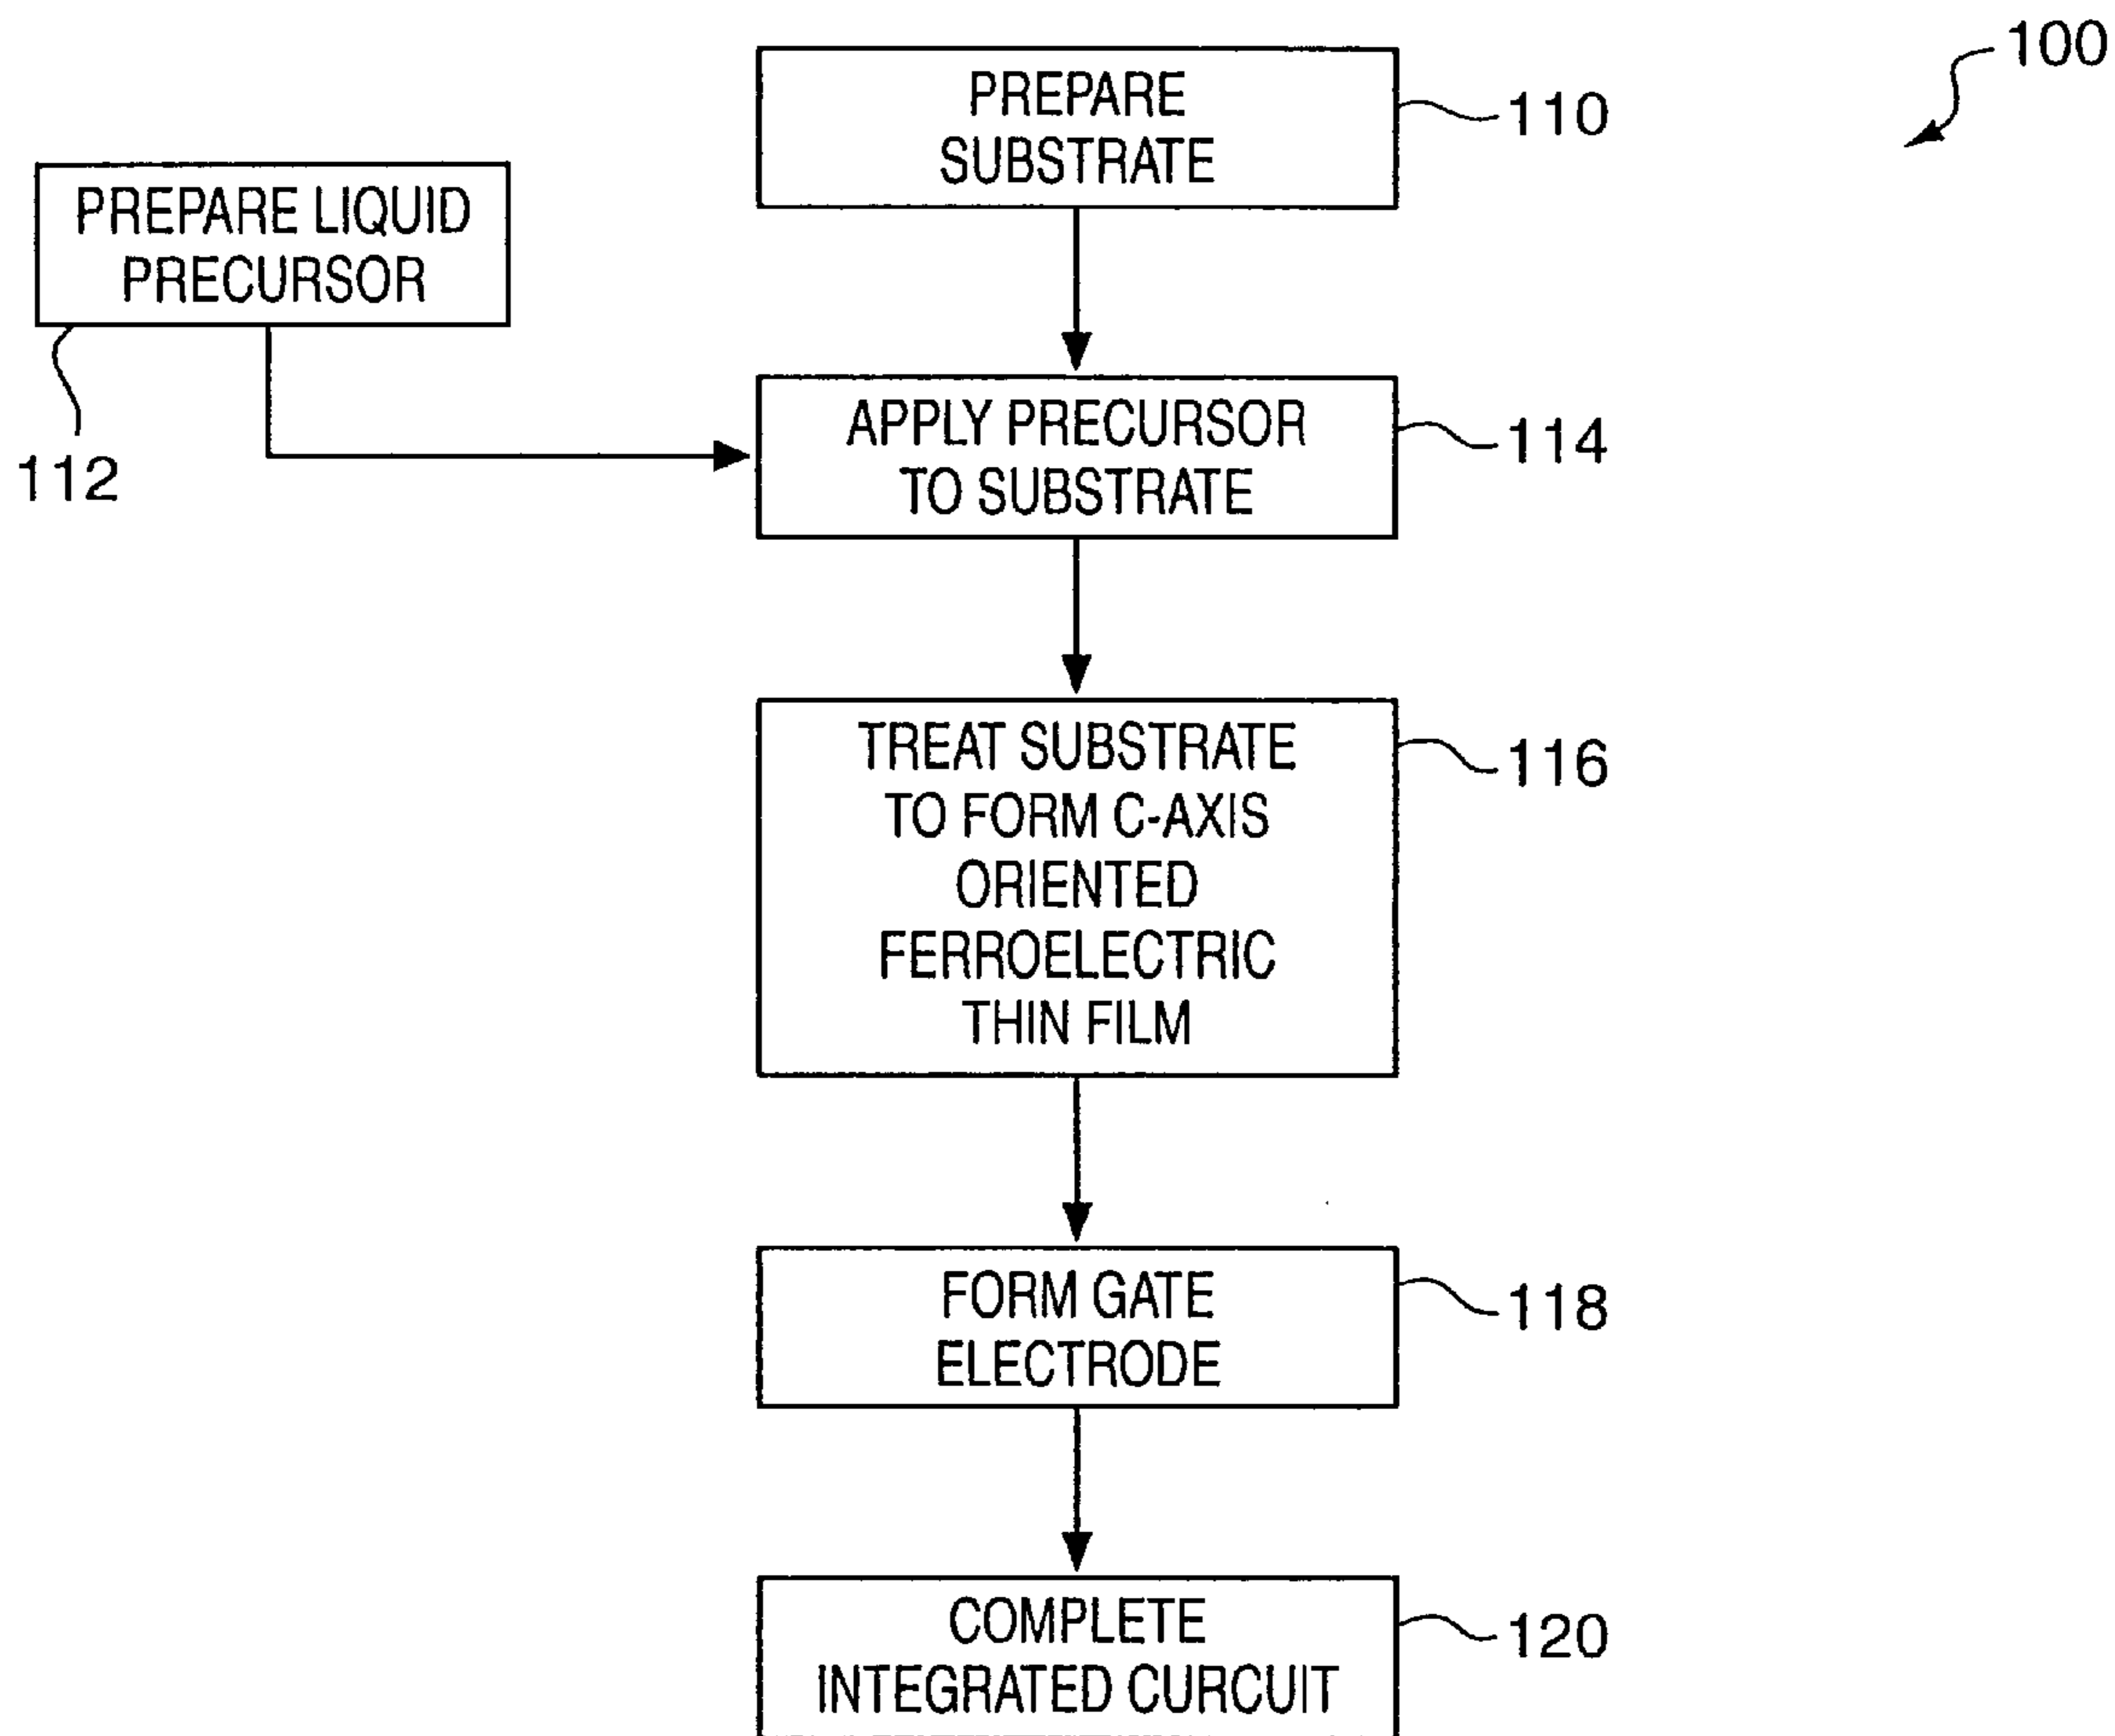 100
PREPARE
SUBSTRATE
110
PREPARE LIQUID
PRECURSOR
112
APPLY PRECURSOR
TO SUBSTRATE
114
TREAT SUBSTRATE
TO FORM C-AXIS
ORIENTED
FERROELECTRIC
THIN FILM
116
FORM GATE
ELECTRODE
118
COMPLETE
INTEGRATED CURCUIT
120